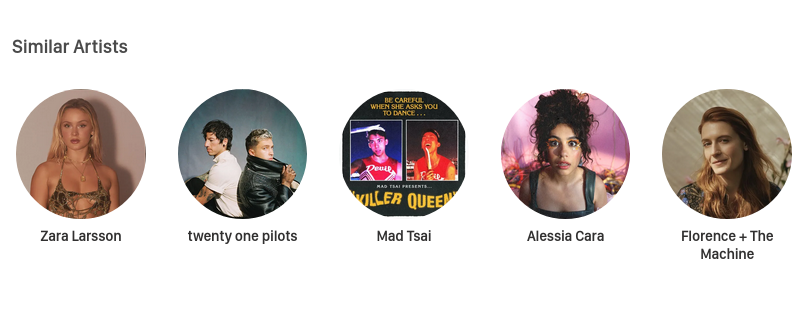 Similar Artists
BE CAREFUL
WHEN SHE ASKS YOU
TO DANCE . . .
MAD TSAI PRESENTS...
KILLER QUEEN
Zara Larsson
twenty one pilots
Mad Tsai
Alessia Cara
Florence + The
Machine